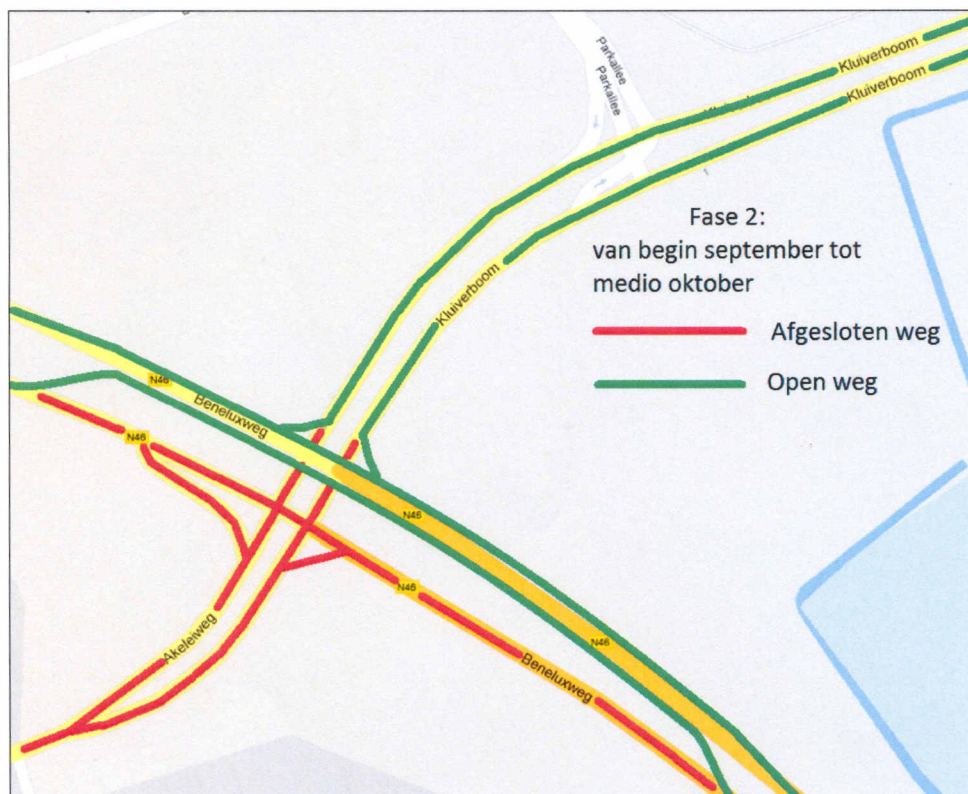 Parkallee
Parkallee
Kluiverboom
Kluiverboom
Fase 2:
van begin september tot
medio oktober
Kluiverboom
Afgesloten weg
N46
Open weg
Beneluxweg
N46
N46
N46
N46
Akeleiweg
Beneluxweg